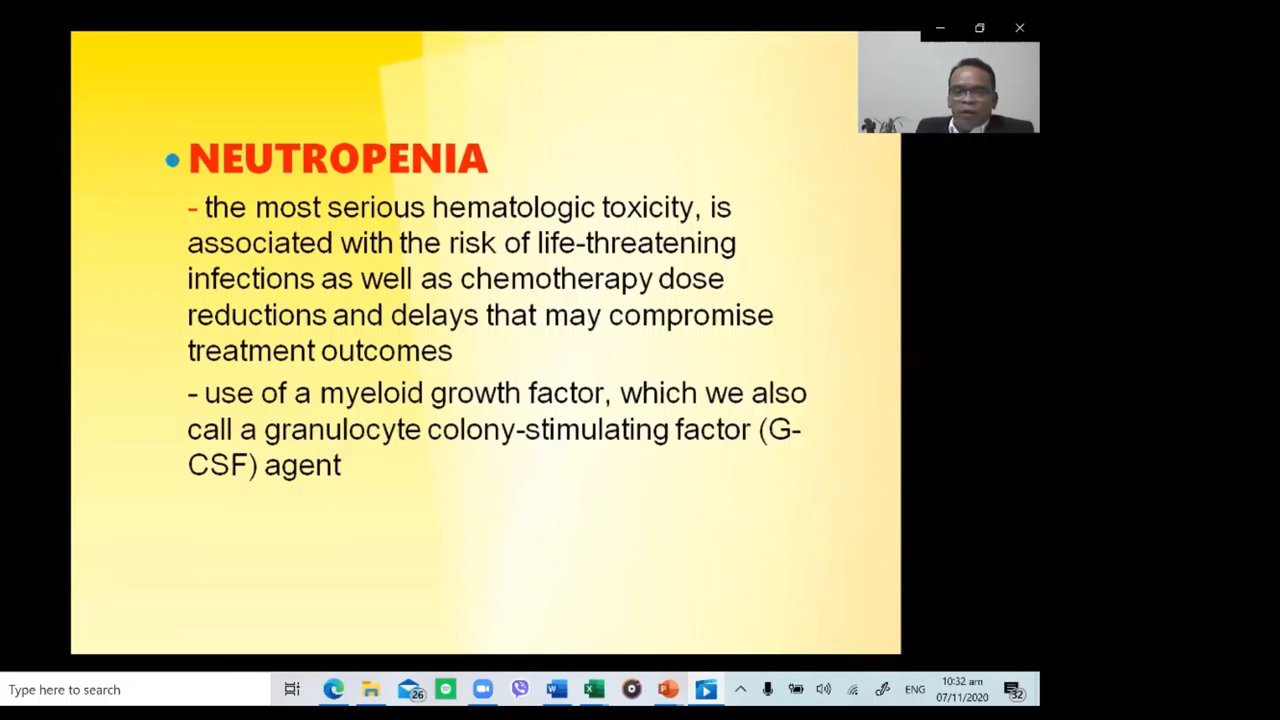 NEUTROPENIA
- the most serious hematologic toxicity, is
associated with the risk of life-threatening
infections as well as chemotherapy dose
reductions and delays that may compromise
treatment outcomes
- use of a myeloid growth factor, which we also
call a granulocyte colony-stimulating factor (G-
CSF) agent
Type here to search
26
ENG
10:32 am
07/11/2020
32